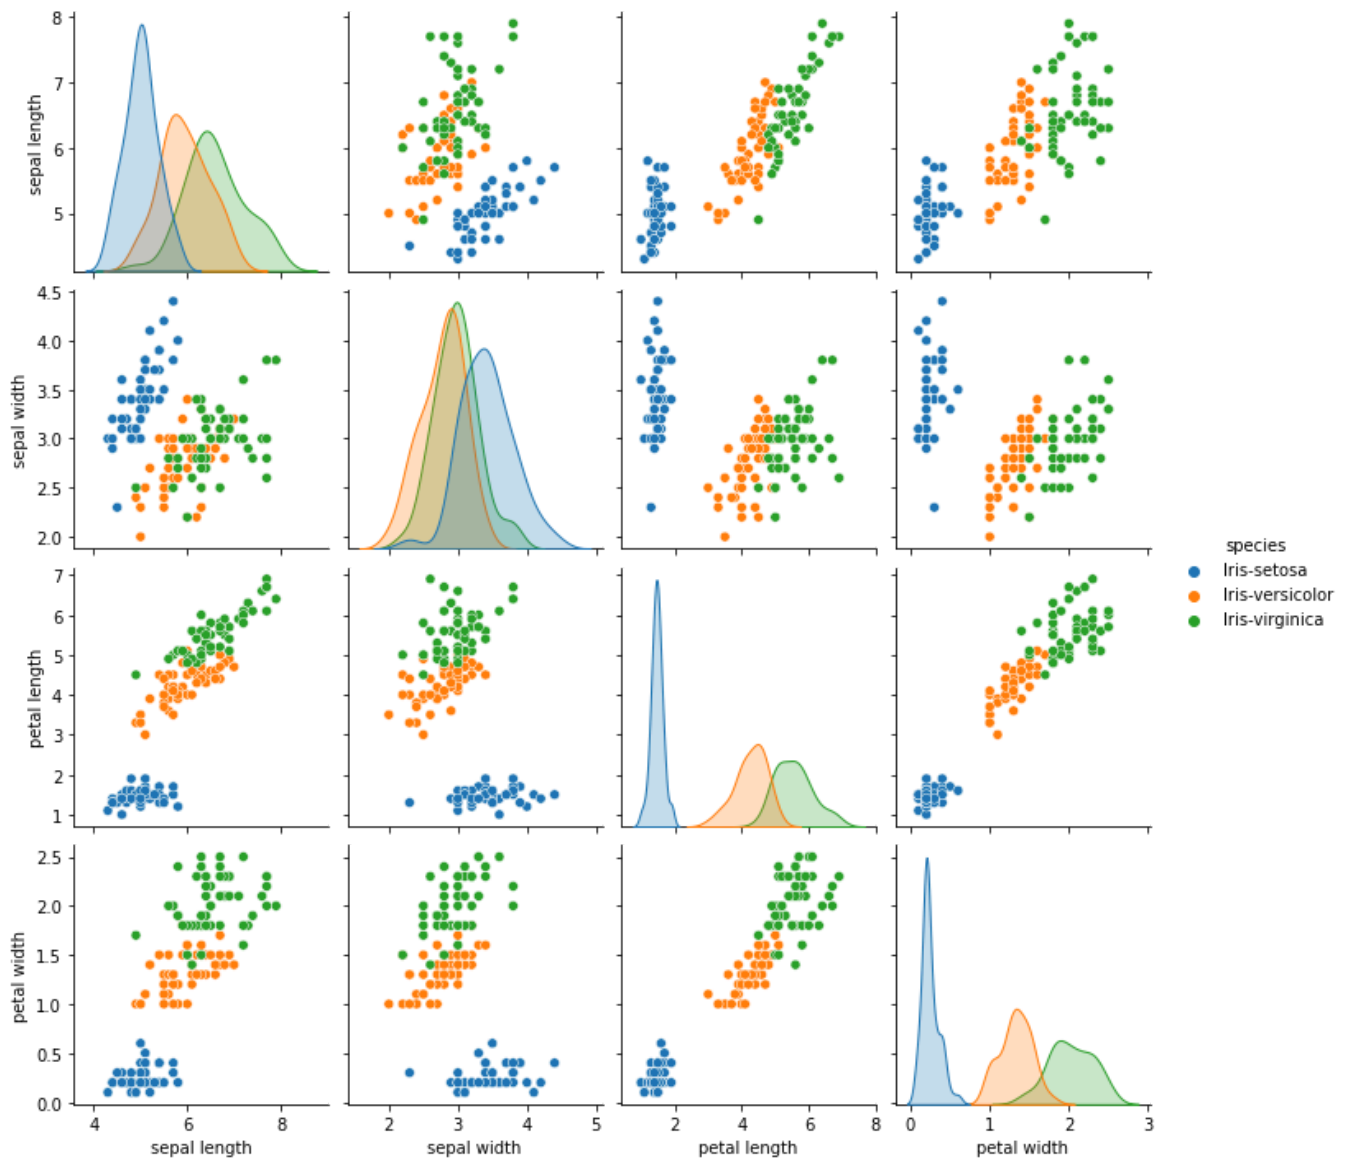 8
7
6
5
sepal length
4.5
4.0
3.5
3.0
2.5
2.0
sepal width
7
6
5
4
3
2
1
petal length
2.5
2.0
1.5
1.0
0.5
0.0
petal width
4 6 8
sepal length
2 3 4 5
sepal width
2 4 6 8
petal length
0 1 2 3
petal width
species
Iris-setosa
Iris-versicolor
Iris-virginica